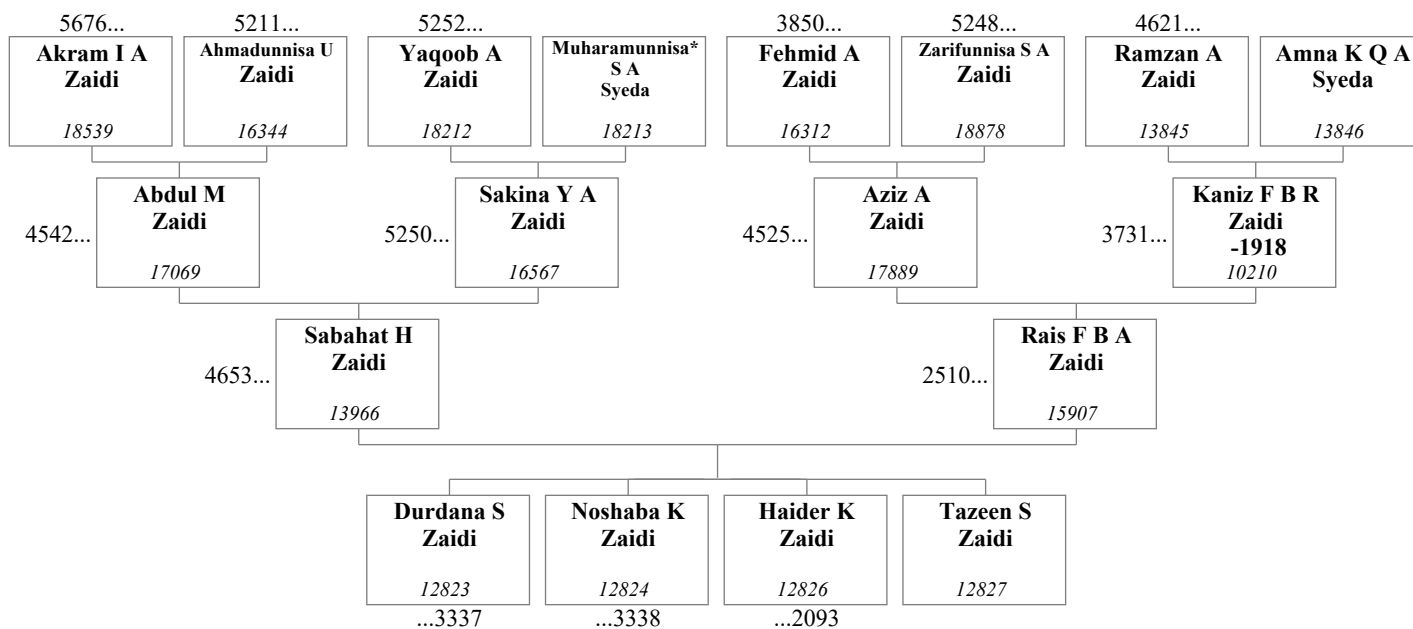 5676...
5211...
5252...
3850...
5248...
4621...
Akram I A
Zaidi
18539
Ahmadunnisa U
Zaidi
16344
Yaqoob A
Zaidi
18212
Muharamunnisa*
S A
Syeda
18213
Fehmid A
Zaidi
16312
Zarifunnisa S A
Zaidi
18878
Ramzan A
Zaidi
13845
Amna K Q A
Syeda
13846
4542...
Abdul M
Zaidi
17069
5250...
Sakina Y A
Zaidi
16567
4525...
Aziz A
Zaidi
17889
3731...
Kaniz F B R
Zaidi
-1918
10210
4653...
Sabahat H
Zaidi
13966
2510...
Rais F B A
Zaidi
15907
Durdana S
Zaidi
12823
...3337
Noshaba K
Zaidi
12824
...3338
Haider K
Zaidi
12826
...2093
Tazeen S
Zaidi
12827